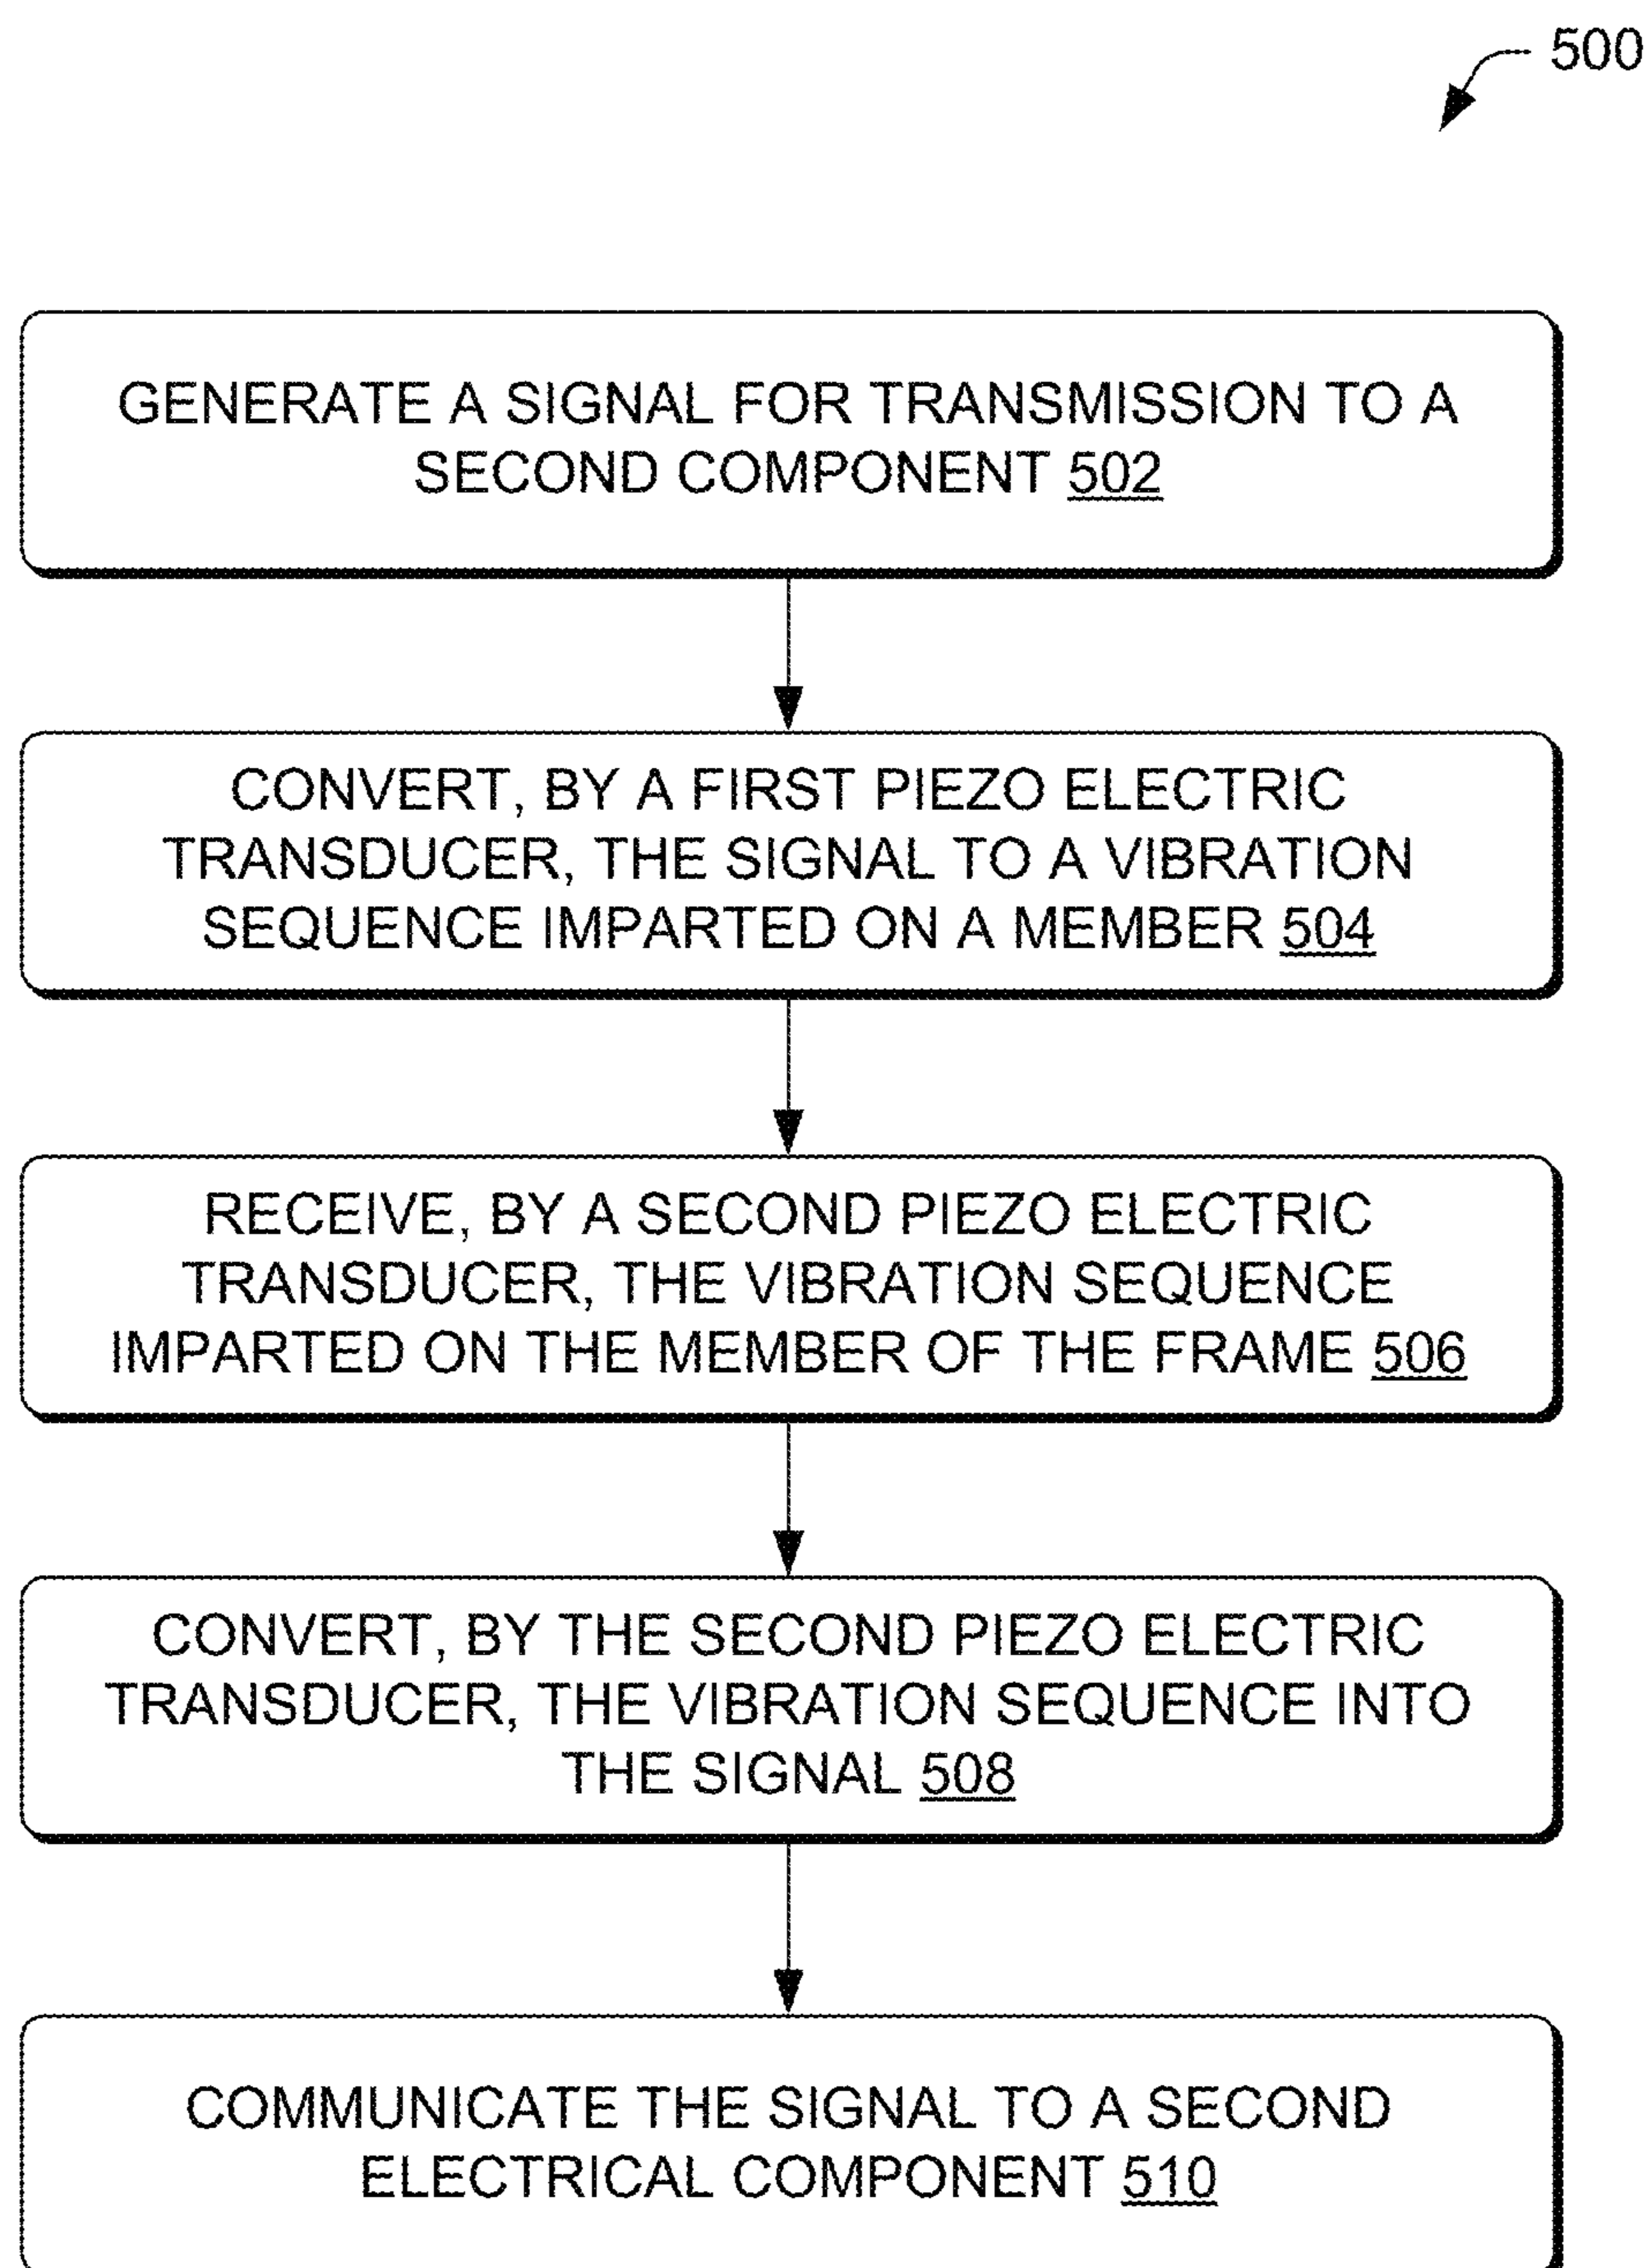 500
GENERATE A SIGNAL FOR TRANSMISSION TO A
SECOND COMPONENT 502
CONVERT, BY A FIRST PIEZO ELECTRIC
TRANSDUCER, THE SIGNAL TO A VIBRATION
SEQUENCE IMPARTED ON A MEMBER 504
RECEIVE, BY A SECOND PIEZO ELECTRIC
TRANSDUCER, THE VIBRATION SEQUENCE
IMPARTED ON THE MEMBER OF THE FRAME 506
CONVERT, BY THE SECOND PIEZO ELECTRIC
TRANSDUCER, THE VIBRATION SEQUENCE INTO
THE SIGNAL 508
COMMUNICATE THE SIGNAL TO A SECOND
ELECTRICAL COMPONENT 510